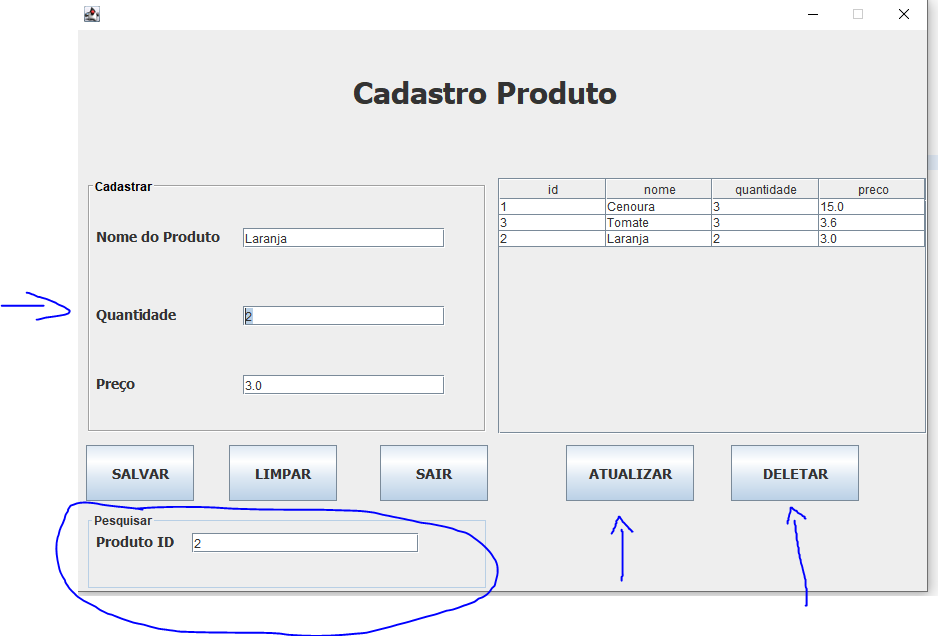 Cadastro Produto
Cadastrar
Nome do Produto Laranja
Quantidade 2
Preço 3.0
id nome quantidade preco
1 Cenoura 3 15.0
3 Tomate 3 3.6
2 Laranja 2 3.0
SALVAR LIMPAR SAIR ATUALIZAR DELETAR
Pesquisar
Produto ID 2